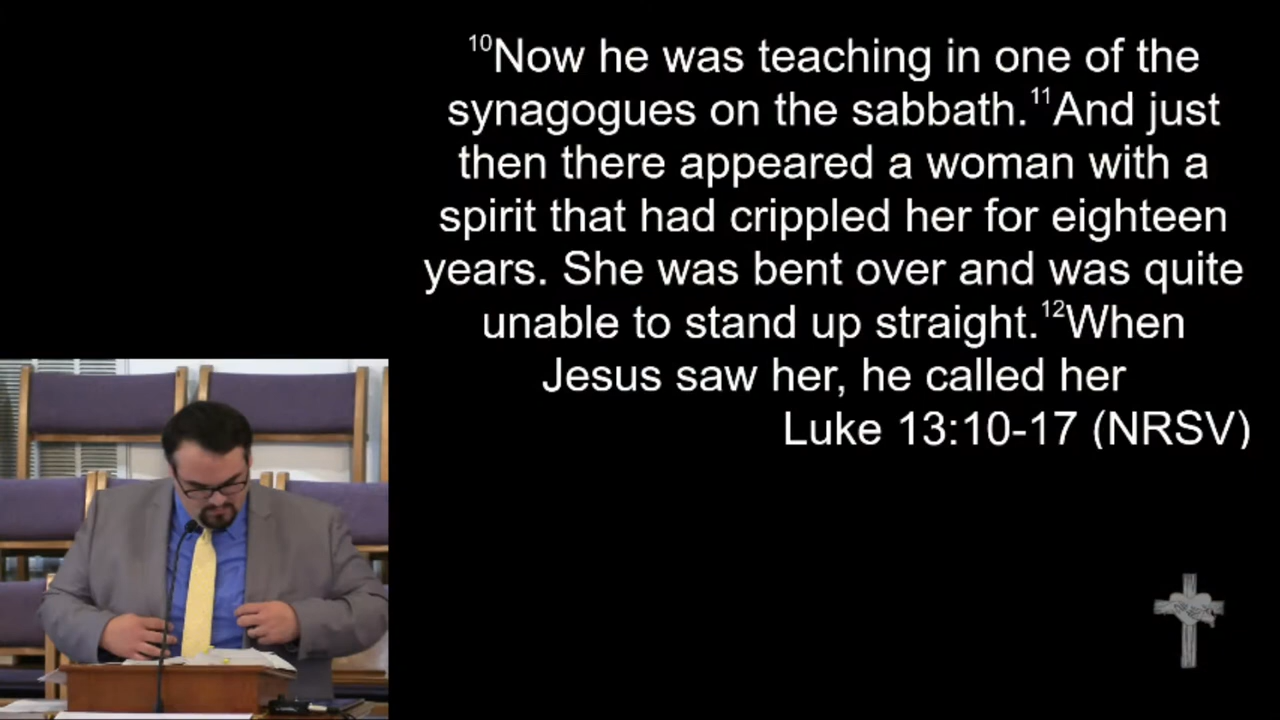 ¹⁰Now he was teaching in one of the
synagogues on the sabbath.¹¹And just
then there appeared a woman with a
spirit that had crippled her for eighteen
years. She was bent over and was quite
unable to stand up straight.¹²When
Jesus saw her, he called her
Luke 13:10-17 (NRSV)